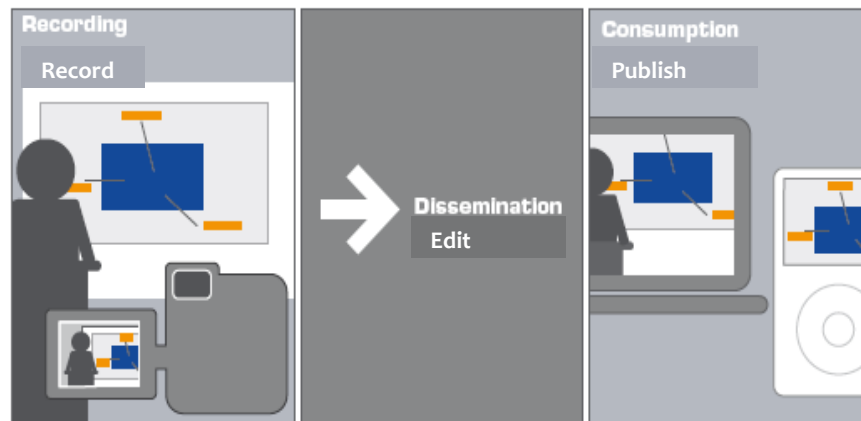 Recording
Record
Dissemination
Edit
Consumption
Publish